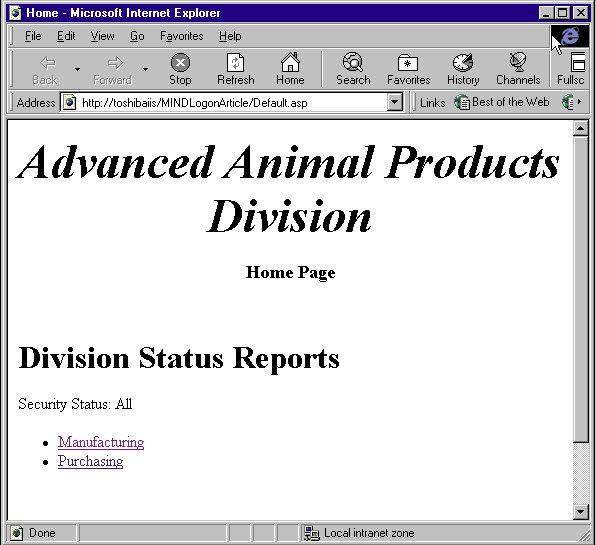 Home - Microsoft Internet Explorer
File Edit View Go Favorites Help
Back Forward Stop Refresh Home Search Favorites History Channels Fullsc
Address http://toshibaiis/MINDLogonArticle/Default.asp Links Best of the Web
Advanced Animal Products
Division
Home Page
Division Status Reports
Security Status: All
Manufacturing
Purchasing
Done Local intranet zone